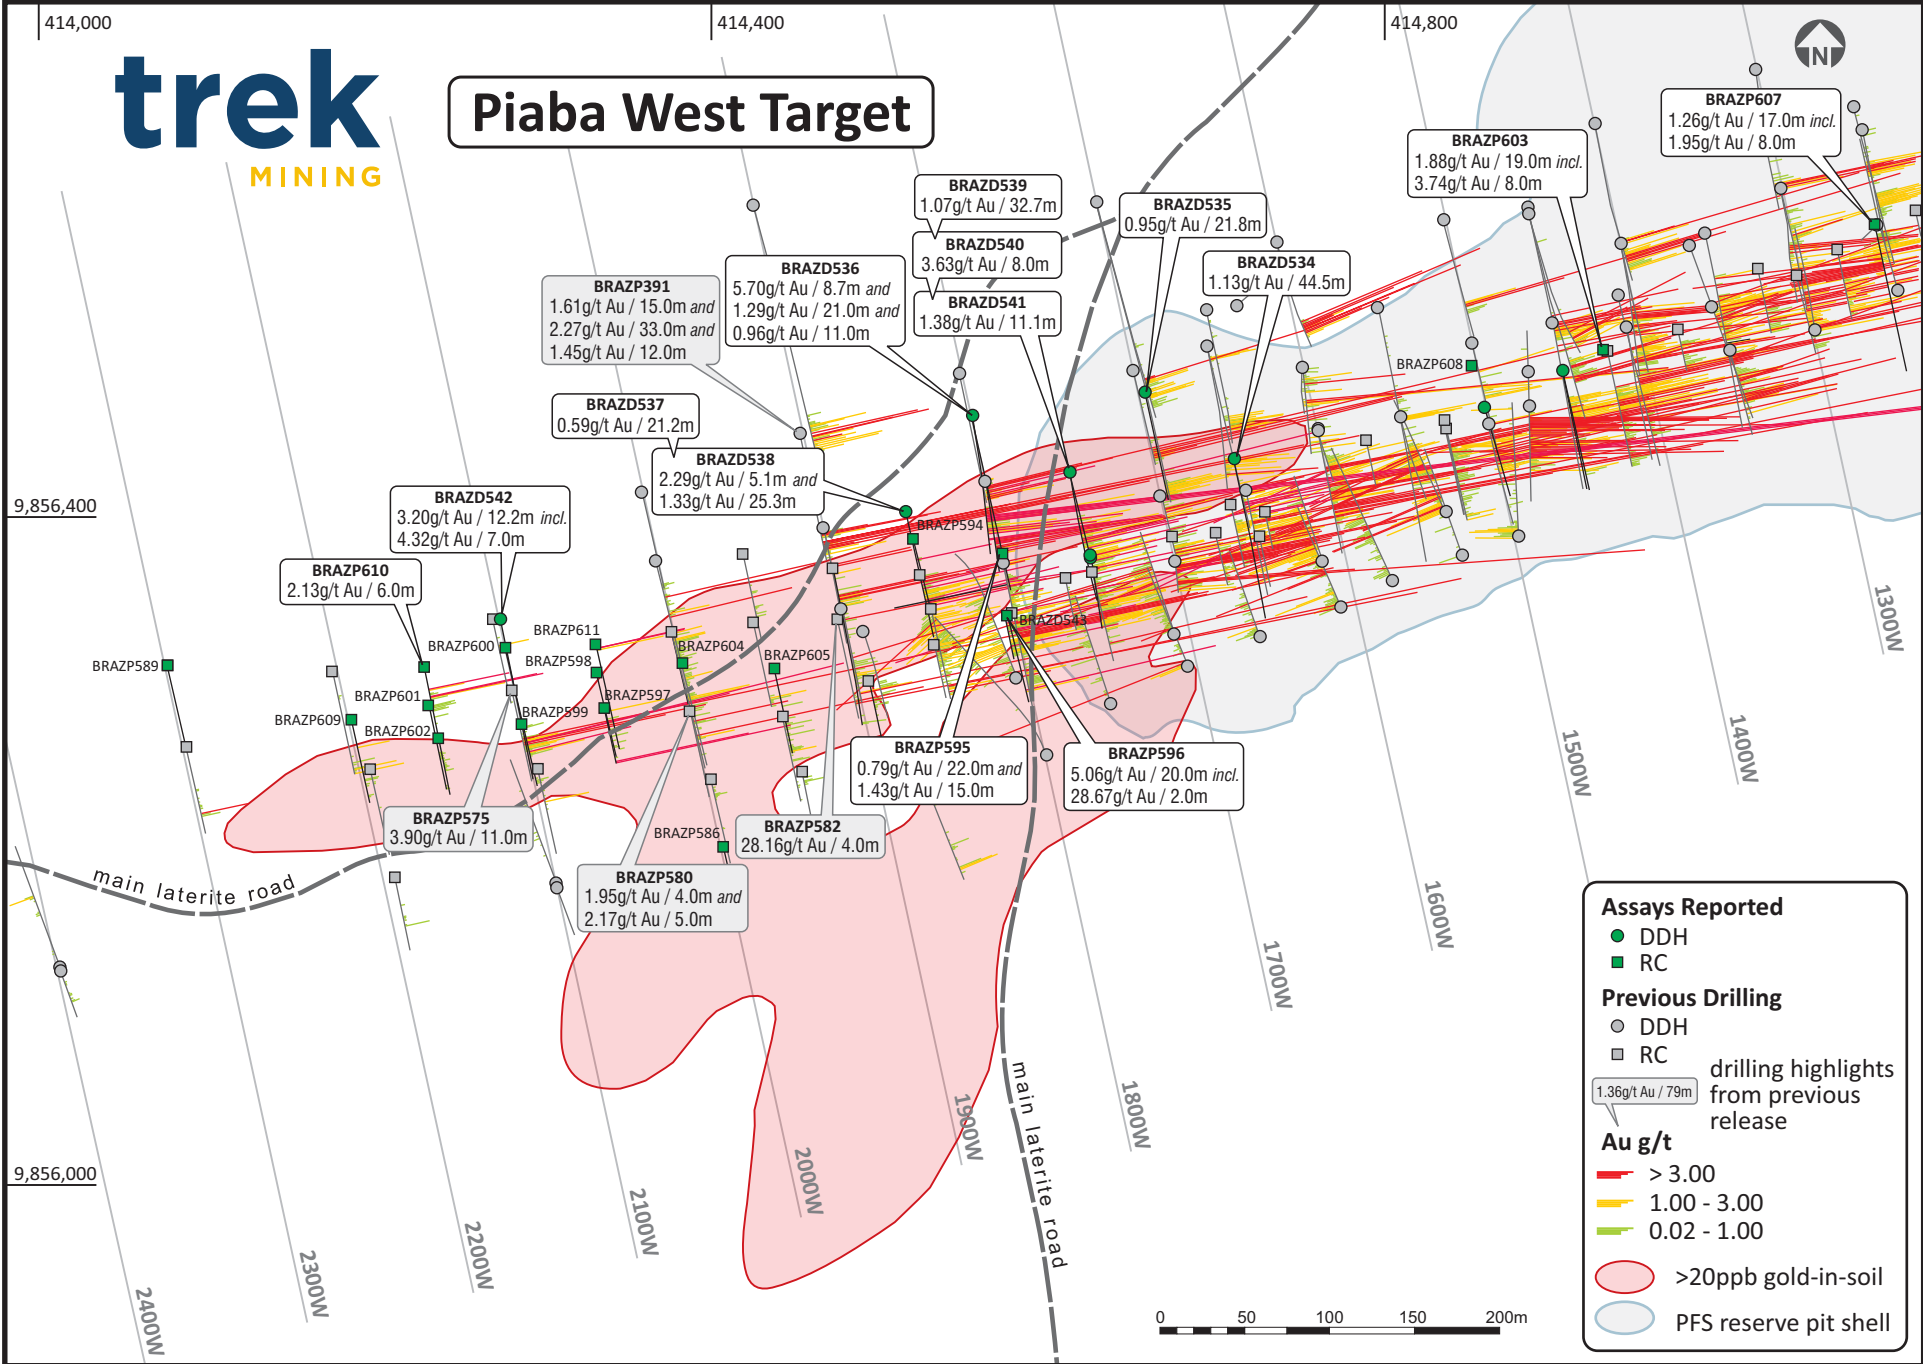 414,000
414,400
414,800
N
trek
MINING
Piaba West Target
BRAZP607
1.26g/t Au / 17.0m incl.
1.95g/t Au / 8.0m
BRAZP603
1.88g/t Au / 19.0m incl.
3.74g/t Au / 8.0m
BRAZD539
1.07g/t Au / 32.7m
BRAZD535
0.95g/t Au / 21.8m
BRAZD540
3.63g/t Au / 8.0m
BRAZD534
1.13g/t Au / 44.5m
BRAZD536
5.70g/t Au / 8.7m and
1.29g/t Au / 21.0m and
0.96g/t Au / 11.0m
BRAZD541
1.38g/t Au / 11.1m
BRAZP391
1.61g/t Au / 15.0m and
2.27g/t Au / 33.0m and
1.45g/t Au / 12.0m
BRAZP608
BRAZD537
0.59g/t Au / 21.2m
BRAZD538
2.29g/t Au / 5.1m and
1.33g/t Au / 25.3m
9,856,400
BRAZD542
3.20g/t Au / 12.2m incl.
4.32g/t Au / 7.0m
BRAZP594
BRAZP610
2.13g/t Au / 6.0m
BRAZD543
BRAZP611
BRAZP600
BRAZP604
BRAZP598
BRAZP605
BRAZP589
BRAZP601
BRAZP597
BRAZP609
BRAZP599
BRAZP602
BRAZP595
0.79g/t Au / 22.0m and
1.43g/t Au / 15.0m
BRAZP596
5.06g/t Au / 20.0m incl.
28.67g/t Au / 2.0m
BRAZP575
3.90g/t Au / 11.0m
BRAZP586
BRAZP582
28.16g/t Au / 4.0m
BRAZP580
1.95g/t Au / 4.0m and
2.17g/t Au / 5.0m
main laterite road
main laterite road
9,856,000
1300W
1400W
1500W
1600W
1700W
1800W
1900W
2000W
2100W
2200W
2300W
2400W
0 50 100 150 200m
Assays Reported
DDH
RC
Previous Drilling
DDH
RC
1.36g/t Au / 79m
drilling highlights
from previous
release
Au g/t
> 3.00
1.00 - 3.00
0.02 - 1.00
>20ppb gold-in-soil
PFS reserve pit shell